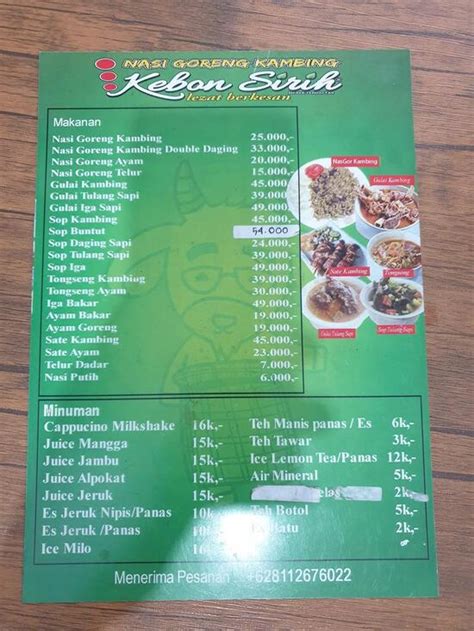 NASI GORENG KAMBING
Kebon Sirih
lezat berkesan
Makanan
Nasi Goreng Kambing 25.000,-
Nasi Goreng Kambing Double Daging 33.000,-
Nasi Goreng Ayam 20.000,-
Nasi Goreng Telur 15.000,-
Gulai Kambing 45.000,-
Gulai Tulang Sapi 39.000,-
Gulai Iga Sapi 49.000,-
Sop Kambing 45.000,-
Sop Buntut 54.000
Sop Daging Sapi 24.000,-
Sop Tulang Sapi 39.000,-
Sop Iga 49.000,-
Tongseng Kambing 39.000,-
Tongseng Ayam 30.000,-
Iga Bakar 49.000,-
Ayam Bakar 19.000,-
Ayam Goreng 19.000,-
Sate Kambing 45.000,-
Sate Ayam 23.000,-
Telur Dadar 7.000,-
Nasi Putih 6.000,-
NasGor Kambing
Gulai Kambing
Sate Kambing
Tongseng
Gulai Tulang Sapi
Sop Tulang Sapi
Minuman
Cappucino Milkshake 16k,-
Juice Mangga 15k,-
Juice Jambu 15k,-
Juice Alpokat 15k,-
Juice Jeruk 15k,-
Es Jeruk Nipis/Panas 10k,-
Es Jeruk /Panas 10k,-
Ice Milo 16k
Teh Manis panas / Es 6k,-
Teh Tawar 3k,-
Ice Lemon Tea/Panas 12k,-
Air Mineral 5k,-
2k,-
Teh Botol 5k,-
Es Batu 2k,-
Menerima Pesanan : +628112676022